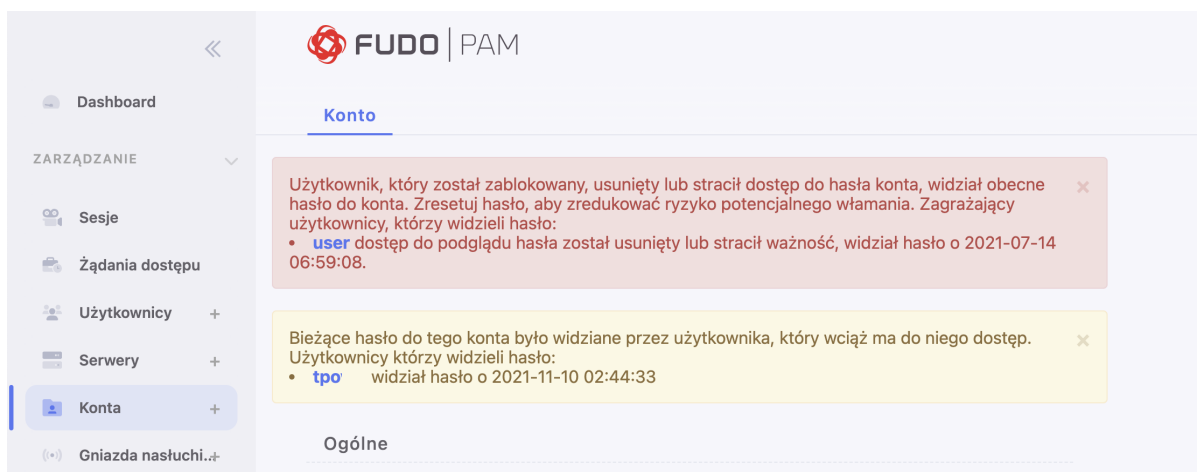 FUDO | PAM
Dashboard
Konto
ZARZĄDZANIE
Użytkownik, który został zablokowany, usunięty lub stracił dostęp do hasła konta, widział obecne
hasło do konta. Zresetuj hasło, aby zredukować ryzyko potencjalnego włamania. Zagrażający
użytkownicy, którzy widzieli hasło:
• user dostęp do podglądu hasła został usunięty lub stracił ważność, widział hasło o 2021-07-14
06:59:08.
Sesje
Żądania dostępu
Użytkownicy +
Serwery +
Konta +
Gniazda nasłuchi...+
Bieżące hasło do tego konta było widziane przez użytkownika, który wciąż ma do niego dostęp.
Użytkownicy którzy widzieli hasło:
• tpo widział hasło o 2021-11-10 02:44:33
Ogólne